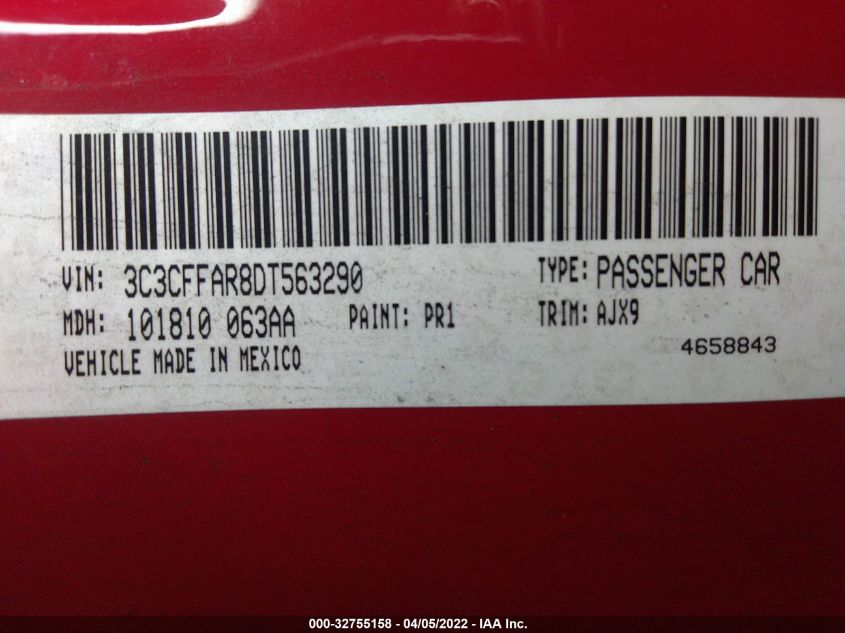 VIN: 3C3CFFAR8DT563290 TYPE: PASSENGER CAR
MDH: 101810 063AA PAINT: PR1 TRIM: AJX9
VEHICLE MADE IN MEXICO 4658843
000-32755158 - 04/05/2022 - IAA Inc.